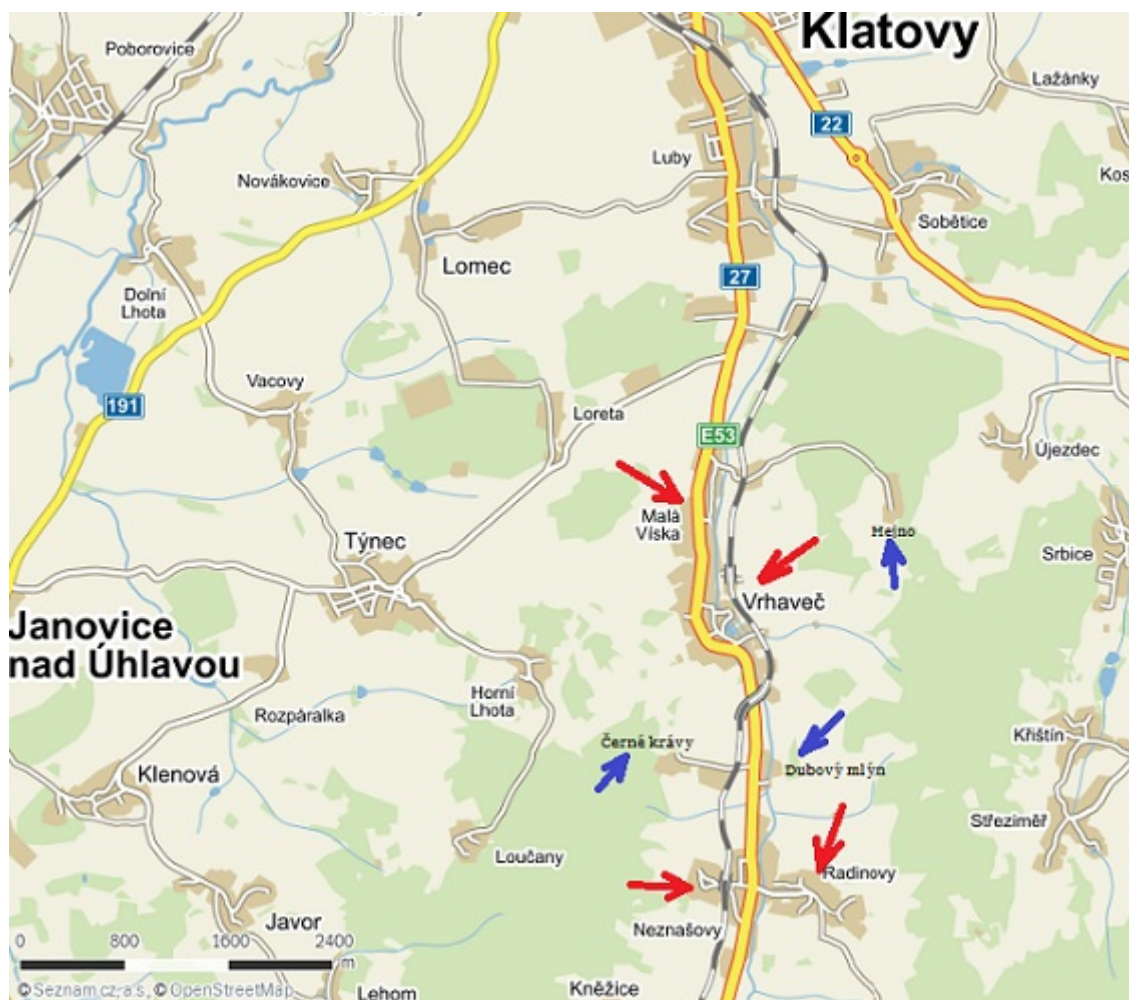 Klatovy
Poborovice
Lažánky
22
Luby
Novákovice
Sobětice
Lomec
27
Dolní
Lhota
Vacovy
191
Loreta
E53
Újezdec
Malá
Víska
Hejno
Týnec
Srbice
Vrhaveč
Janovice
nad Úhlavou
Horní
Lhota
Rozpáralka
Černé krávy
Křištín
Klenová
Dubový mlýn
Střeziměř
Loučany
Radinovy
Javor
Neznašovy
0 800 1600 2400
m
© Seznam.cz, a.s., © OpenStreetMap
Lehom
Kněžice